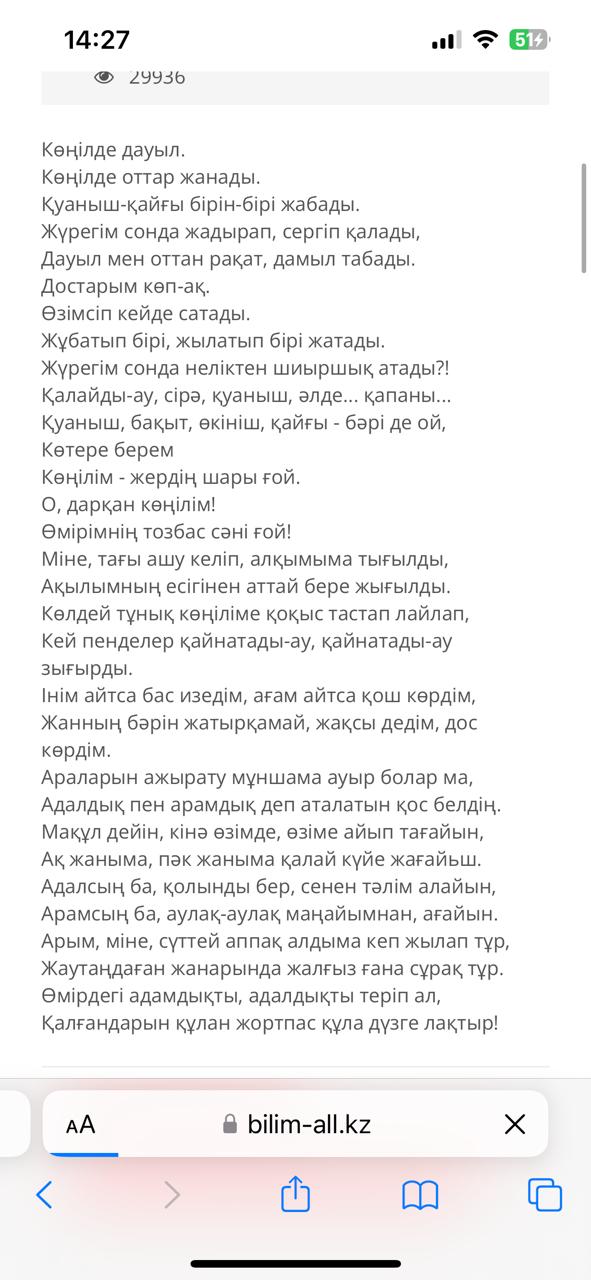 14:27
51
29936
Көңілде дауыл.
Көңілде оттар жанады.
Қуаныш-қайғы бірін-бірі жабады.
Жүрегім сонда жадырап, сергіп қалады,
Дауыл мен оттан рақат, дамыл табады.
Достарым көп-ақ.
Өзімсіп кейде сатады.
Жұбатып бірі, жылатып бірі жатады.
Жүрегім сонда неліктен шиыршық атады?!
Қалайды-ау, сірә, қуаныш, әлде... қапаны...
Қуаныш, бақыт, өкініш, қайғы - бәрі де ой,
Көтере берем
Көңілім - жердің шары ғой.
О, дарқан көңілім!
Өмірімнің тозбас сәні ғой!
Міне, тағы ашу келіп, алқымыма тығылды,
Ақылымның есігінен аттай бере жығылды.
Көлдей тұнық көңіліме қоқыс тастап лайлап,
Кей пенделер қайнатады-ау, қайнатады-ау
зығырды.
Інім айтса бас изедім, ағам айтса қош көрдім,
Жанның бәрін жатырқамай, жақсы дедім, дос
көрдім.
Араларын ажырату мұншама ауыр болар ма,
Адалдық пен арамдық деп аталатын қос белдің.
Мақұл дейін, кінә өзімде, өзіме айып тағайын,
Ақ жаныма, пәк жаныма қалай күйе жағайьш.
Адалсың ба, қолынды бер, сенен тәлім алайын,
Арамсың ба, аулақ-аулақ маңайымнан, ағайын.
Арым, міне, сүттей аппақ алдыма кеп жылап тұр,
Жаутаңдаған жанарында жалғыз ғана сұрақ тұр.
Өмірдегі адамдықты, адалдықты теріп ал,
Қалғандарын құлан жортпас құла дүзге лақтыр!
AA bilim-all.kz